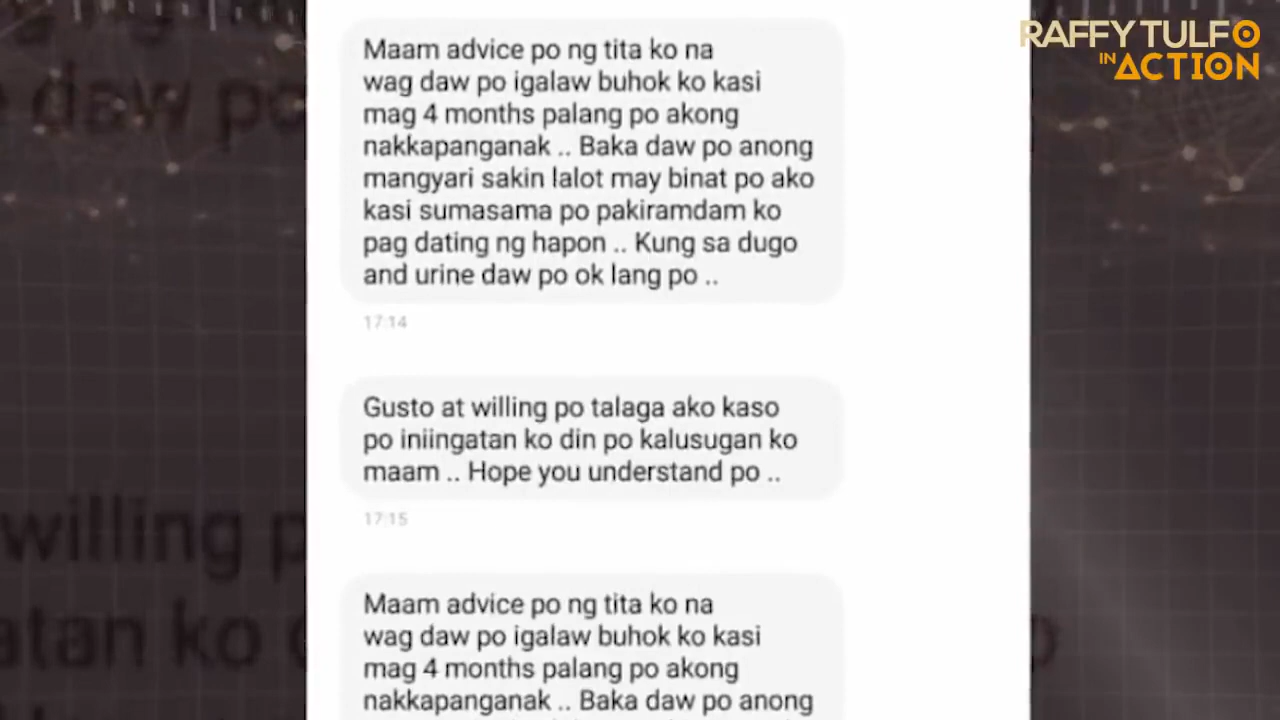 RAFFY TULFO
IN ACTION
Maam advice po ng tita ko na
wag daw po igalaw buhok ko kasi
mag 4 months palang po akong
nakkapanganak .. Baka daw po anong
mangyari sakin lalot may binat po ako
kasi sumasama po pakiramdam ko
pag dating ng hapon .. Kung sa dugo
and urine daw po ok lang po ..
17:14
Gusto at willing po talaga ako kaso
po iniingatan ko din po kalusugan ko
maam .. Hope you understand po ..
17:15
Maam advice po ng tita ko na
wag daw po igalaw buhok ko kasi
mag 4 months palang po akong
nakkapanganak .. Baka daw po anong
daw po
willing p
atan ko